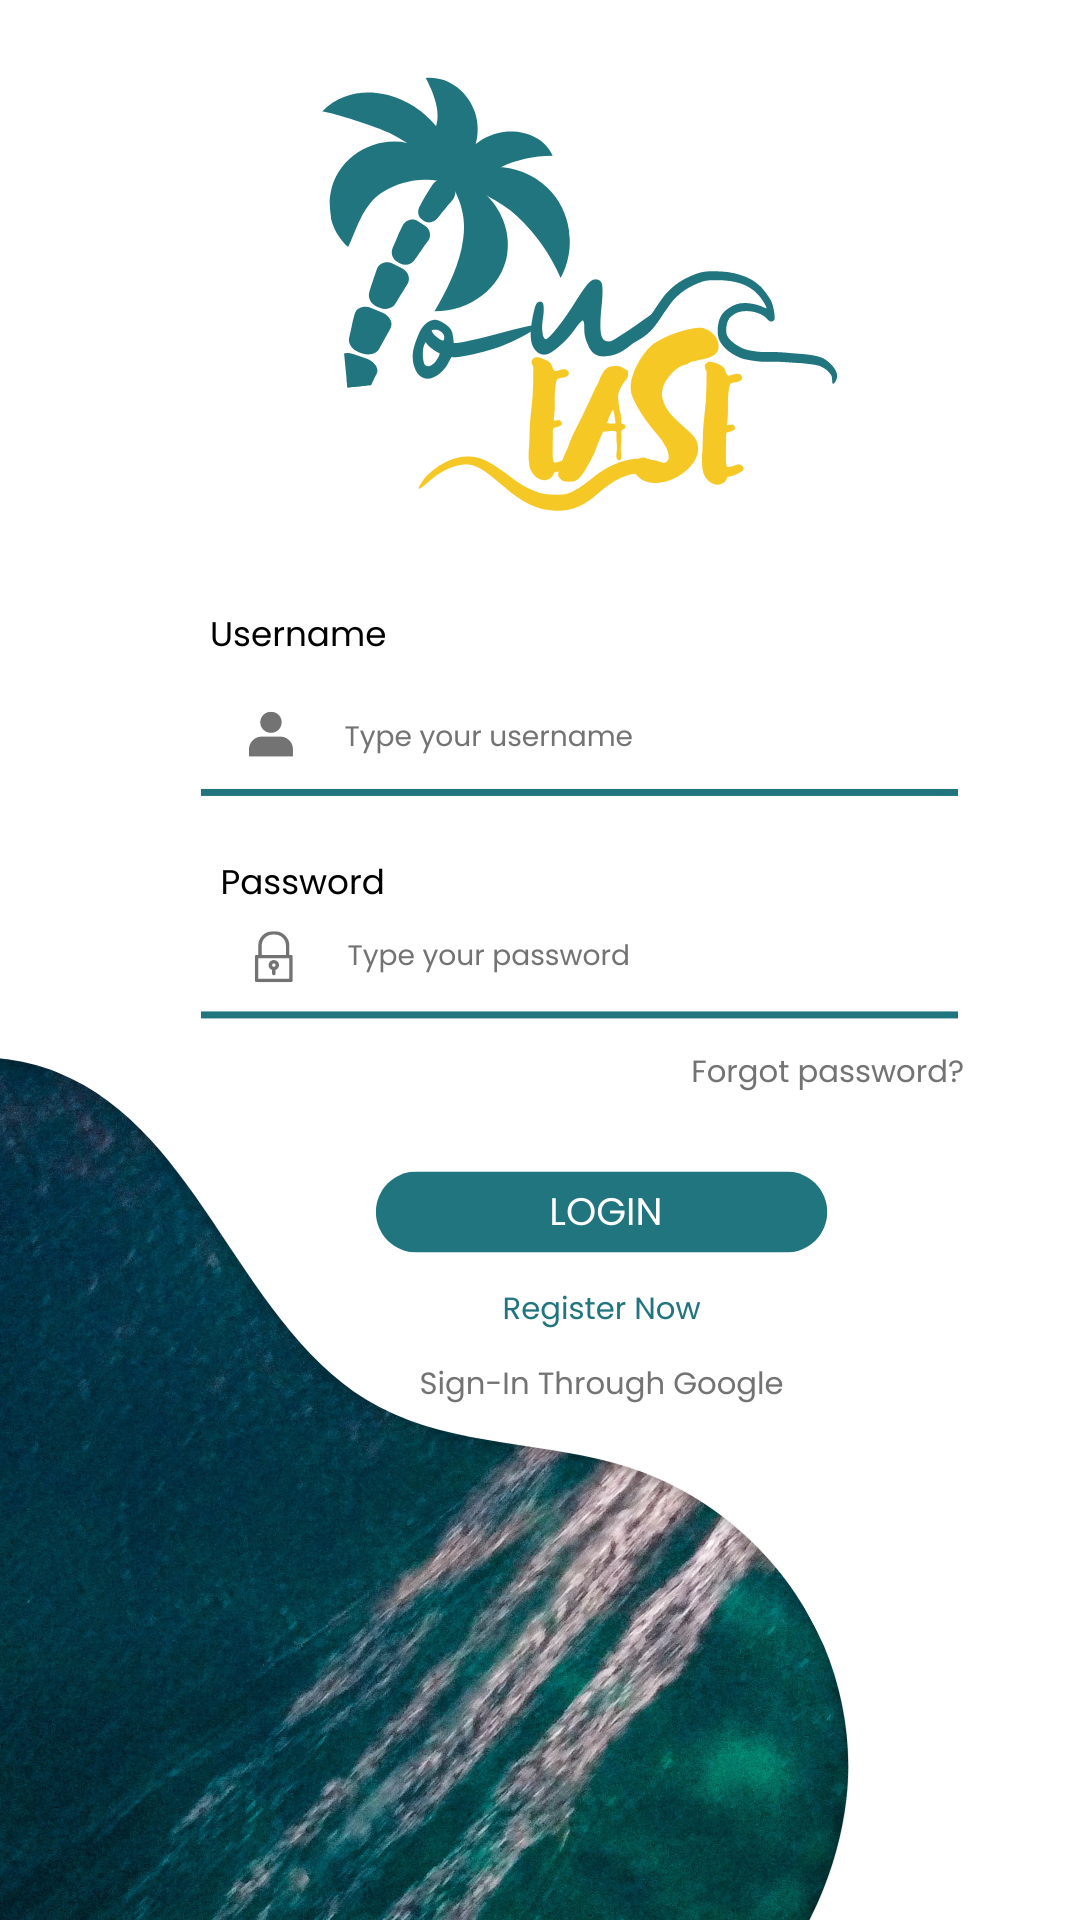 Tour
EASE
Username
Type your username
Password
Type your password
Forgot password?
LOGIN
Register Now
Sign-In Through Google